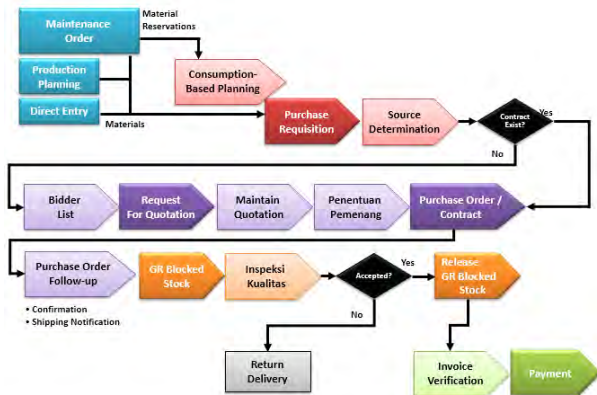 Maintenance
Order
Material
Reservations
Production
Planning
Direct Entry
Materials
Consumption-
Based Planning
Purchase
Requisition
Source
Determination
Contract
Exist?
Yes
No
Bidder
List
Request
For Quotation
Maintain
Quotation
Penentuan
Pemenang
Purchase Order /
Contract
Purchase Order
Follow-up
• Confirmation
• Shipping Notification
GR Blocked
Stock
Inspeksi
Kualitas
Accepted?
Yes
No
Release
GR Blocked
Stock
Return
Delivery
Invoice
Verification
Payment